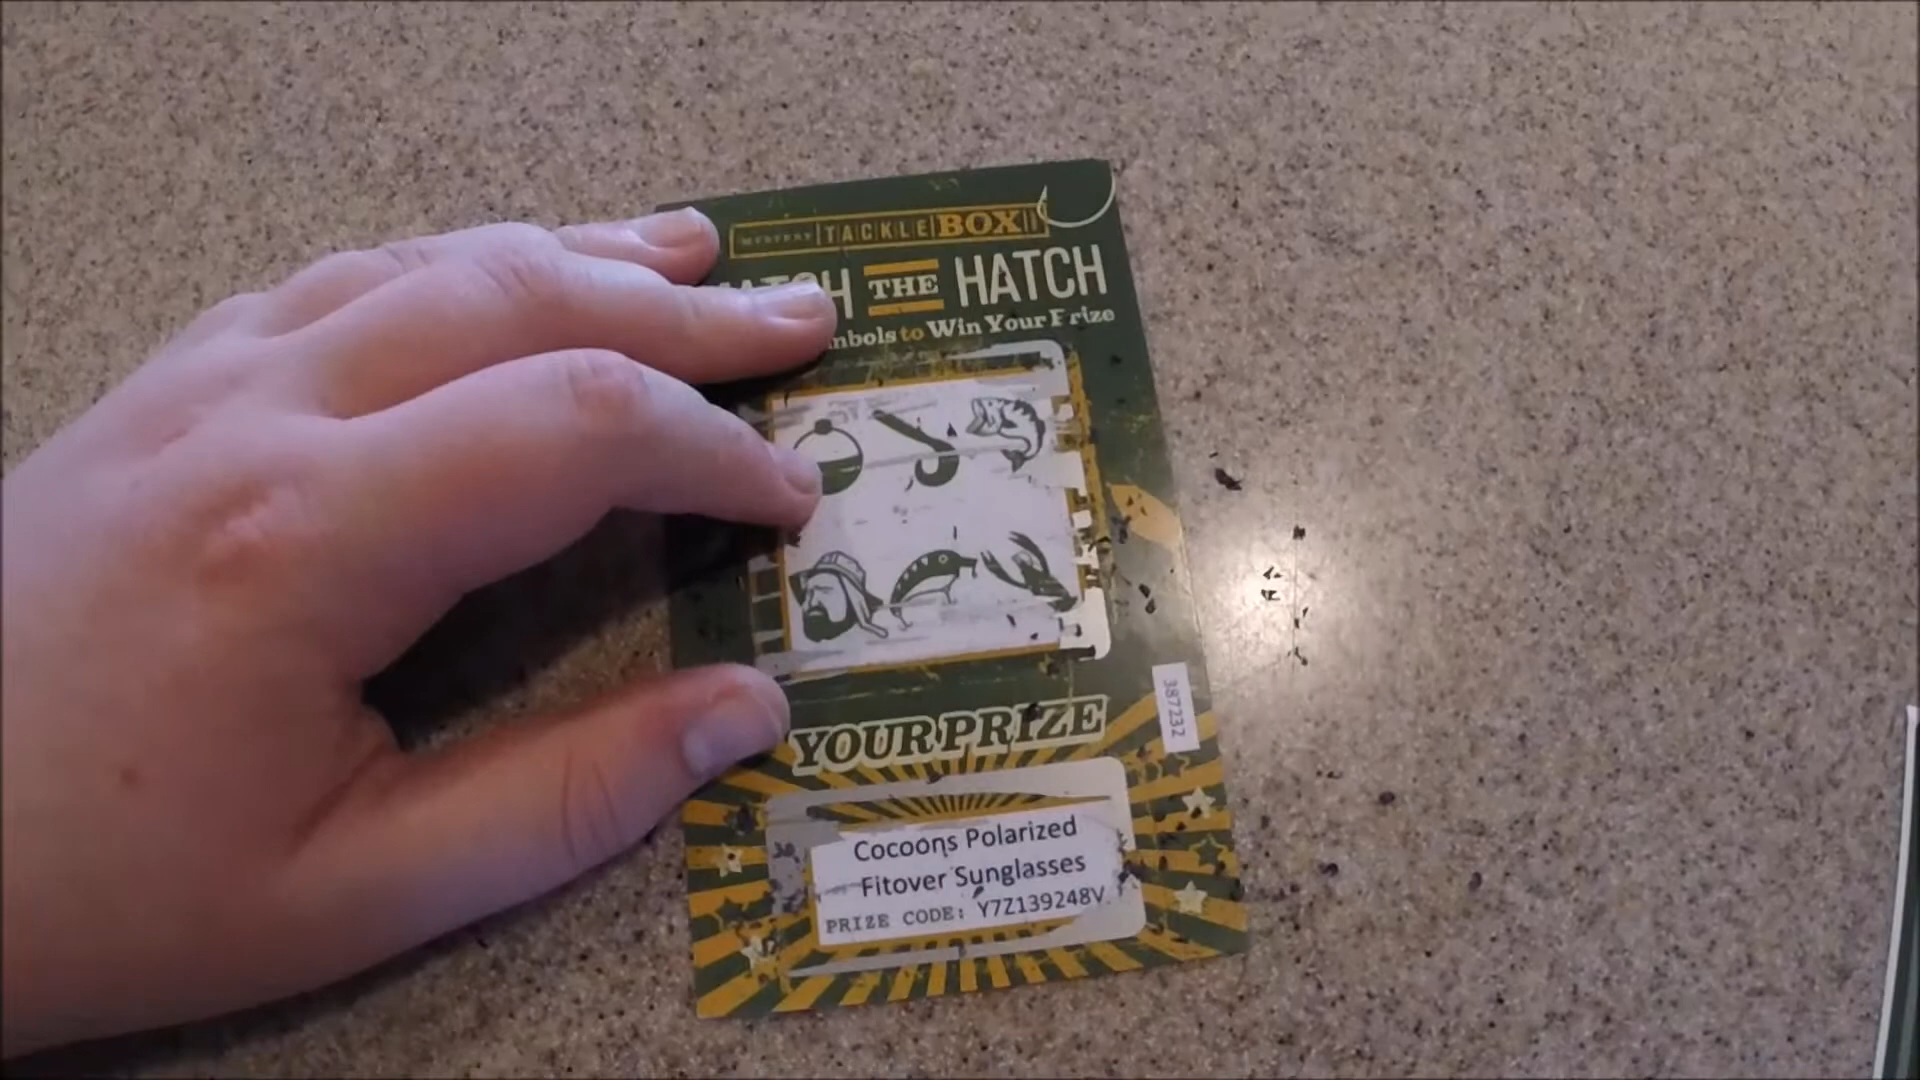 MYSTERY TACKLE BOX
THE HATCH
to Win Your Prize
387232
YOUR PRIZE
Cocoons Polarized
Fitover Sunglasses
PRIZE CODE: Y7Z139248V